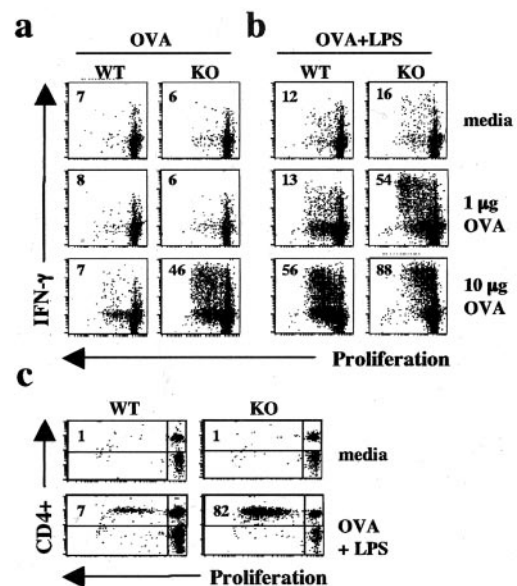 a
b
OVA
OVA+LPS
WT KO WT KO
7 6 12 16 media
8 6 13 54 1 µg OVA
7 46 56 88 10 µg OVA
IFN-γ
Proliferation
c
WT KO
1 1 media
7 82 OVA + LPS
CD4+
Proliferation